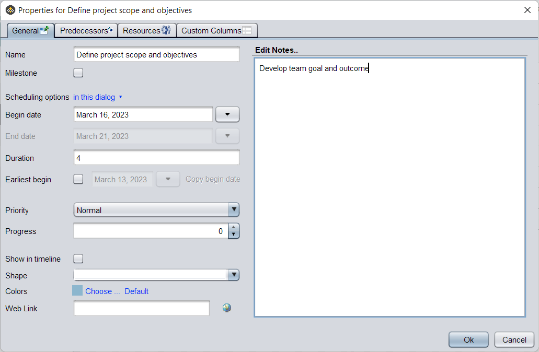 Properties for Define project scope and objectives
General
Predecessors
Resources
Custom Columns
Name
Define project scope and objectives
Milestone
Scheduling options in this dialog
Begin date
March 16, 2023
End date
March 21, 2023
Duration
4
Earliest begin
March 13, 2023
Copy begin date
Priority
Normal
Progress
0
Show in timeline
Shape
Colors
Choose ... Default
Web Link
Edit Notes..
Develop team goal and outcome
Ok
Cancel